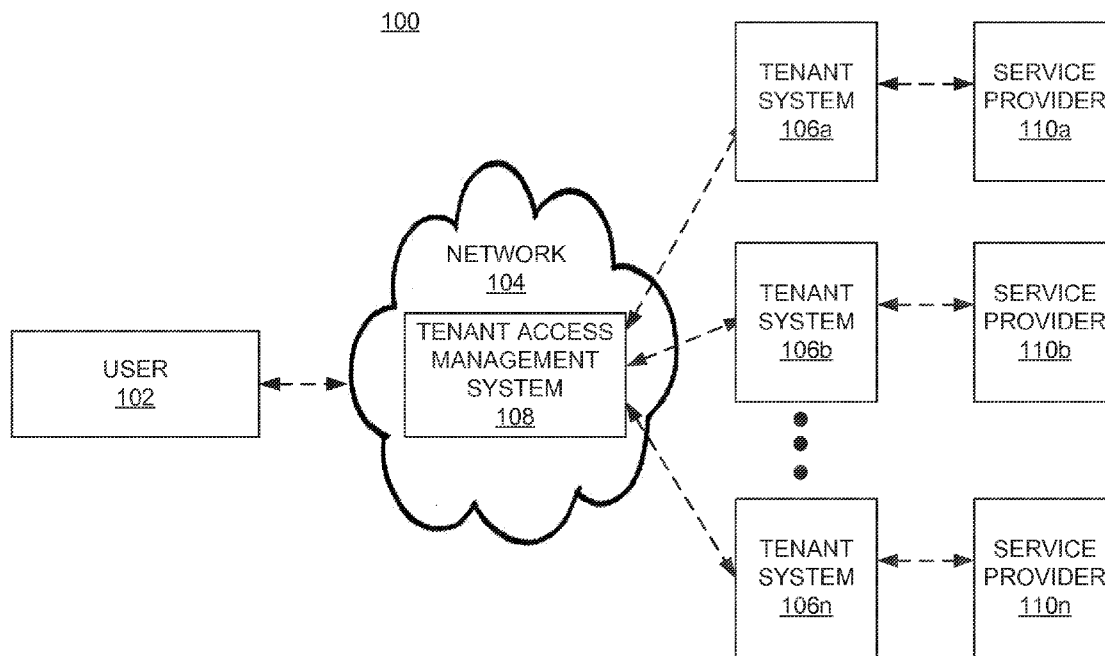 100
TENANT
SYSTEM
106a
SERVICE
PROVIDER
110a
NETWORK
104
TENANT ACCESS
MANAGEMENT
SYSTEM
108
USER
102
TENANT
SYSTEM
106b
SERVICE
PROVIDER
110b
TENANT
SYSTEM
106n
SERVICE
PROVIDER
110n